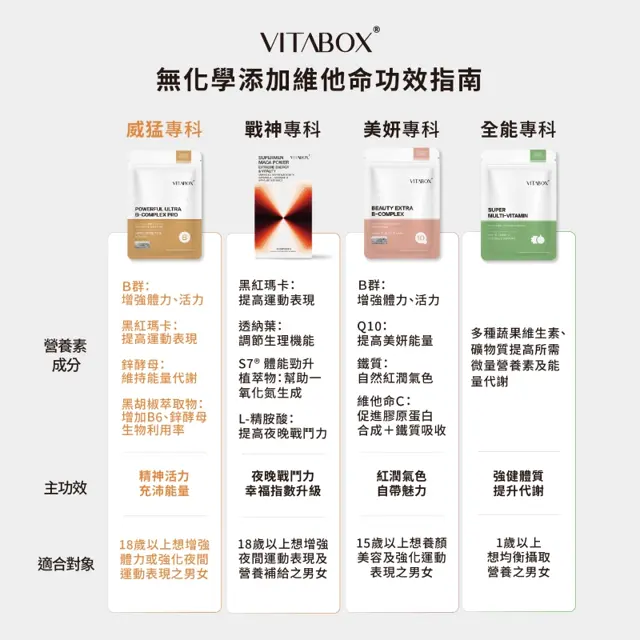 VITABOX®
無化學添加維他命功效指南
威猛專科
戰神專科
美妍專科
全能專科
VITABOX
POWERFUL ULTRA
B-COMPLEX PRO
SUPERMAN
MACA POWER
VITABOX
VITABOX
BEAUTY EXTRA
B-COMPLEX
10
VITABOX
SUPER
MULTI-VITAMIN
營養素
成分
B群:
增強體力、活力
黑紅瑪卡:
提高運動表現
鋅酵母:
維持能量代謝
黑胡椒萃取物:
增加B6、鋅酵母
生物利用率
黑紅瑪卡:
提高運動表現
透納葉:
調節生理機能
S7® 體能勁升
植萃物:幫助一
氧化氮生成
L-精胺酸:
提高夜晚戰鬥力
B群:
增強體力、活力
Q10:
提高美妍能量
鐵質:
自然紅潤氣色
維他命C:
促進膠原蛋白
合成+鐵質吸收
多種蔬果維生素、
礦物質提高所需
微量營養素及能
量代謝
主功效
精神活力
充沛能量
夜晚戰鬥力
幸福指數升級
紅潤氣色
自帶魅力
強健體質
提升代謝
適合對象
18歲以上想增強
體力或強化夜間
運動表現之男女
18歲以上想增強
夜間運動表現及
營養補給之男女
15歲以上想養顏
美容及強化運動
表現之男女
1歲以上
想均衡攝取
營養之男女